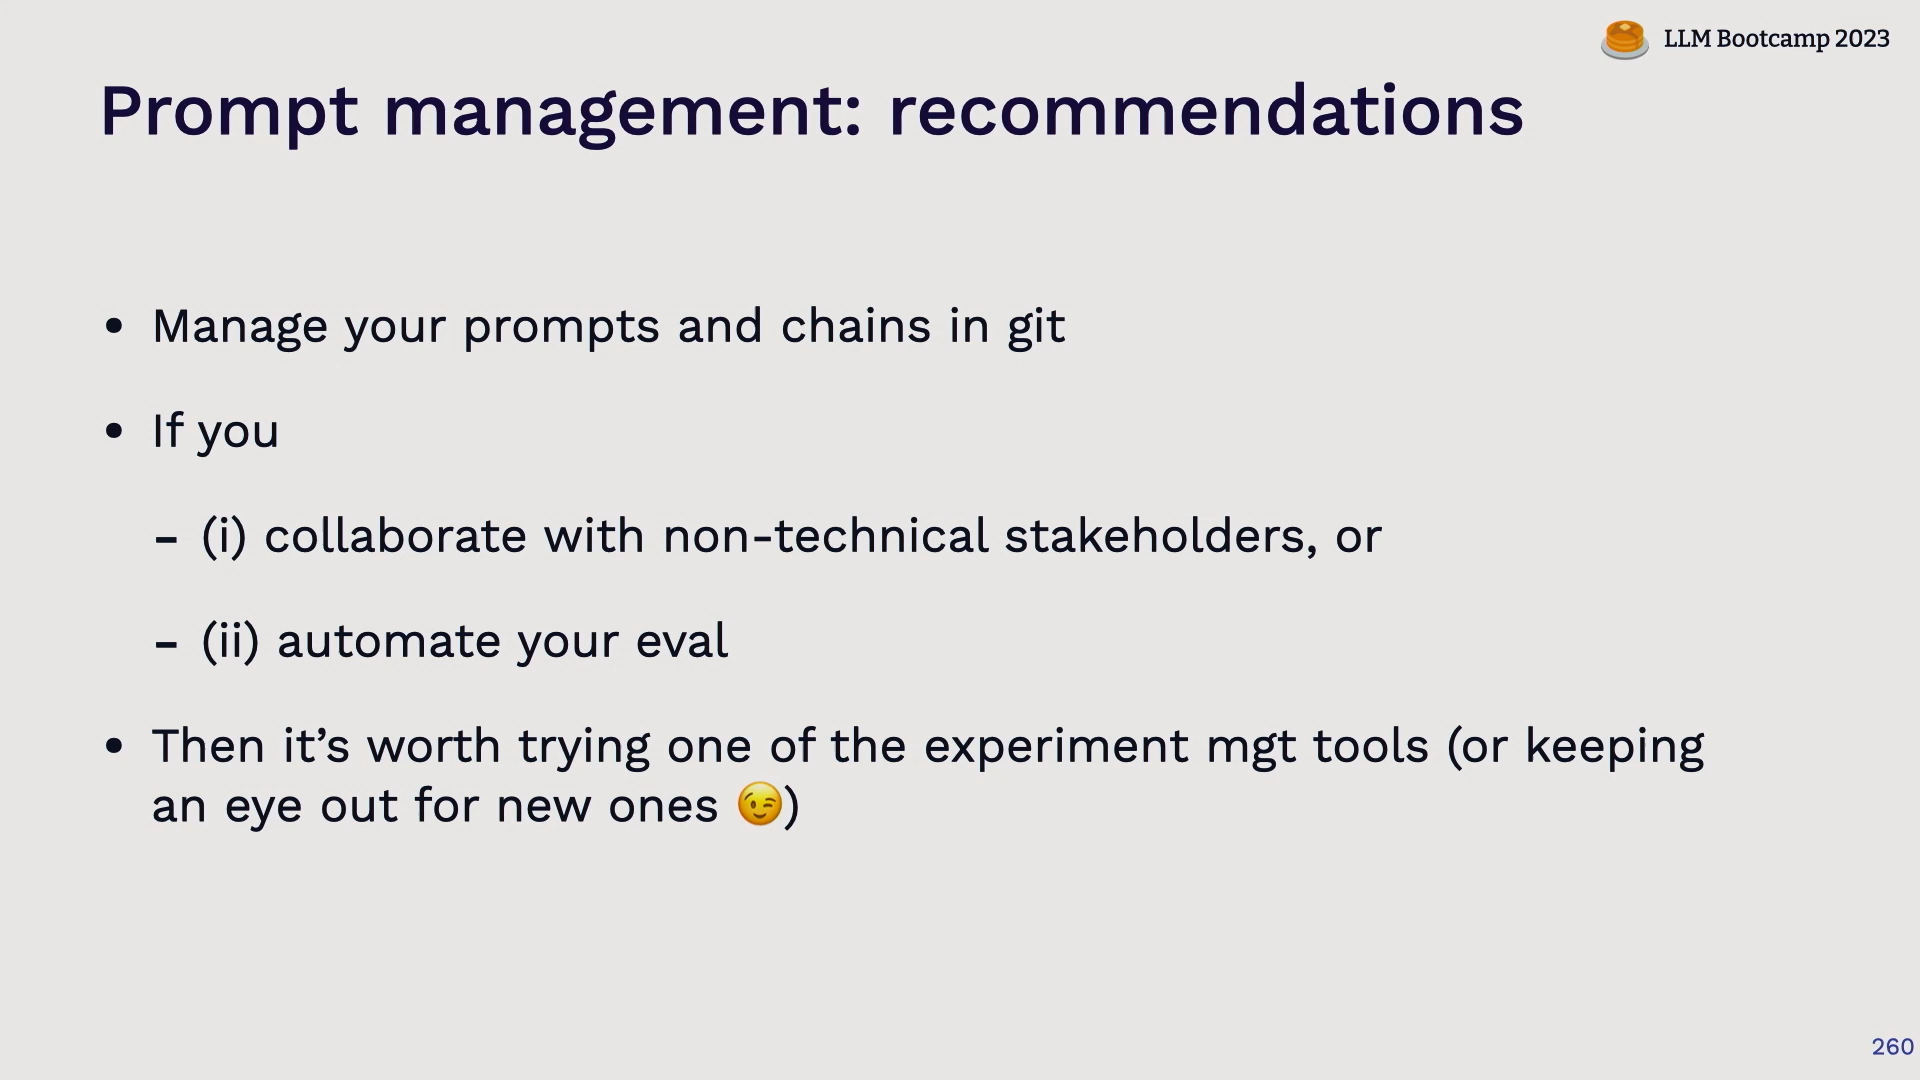 LLM Bootcamp 2023
Prompt management: recommendations
• Manage your prompts and chains in git
• If you
- (i) collaborate with non-technical stakeholders, or
- (ii) automate your eval
• Then it’s worth trying one of the experiment mgt tools (or keeping
an eye out for new ones 😉)
260